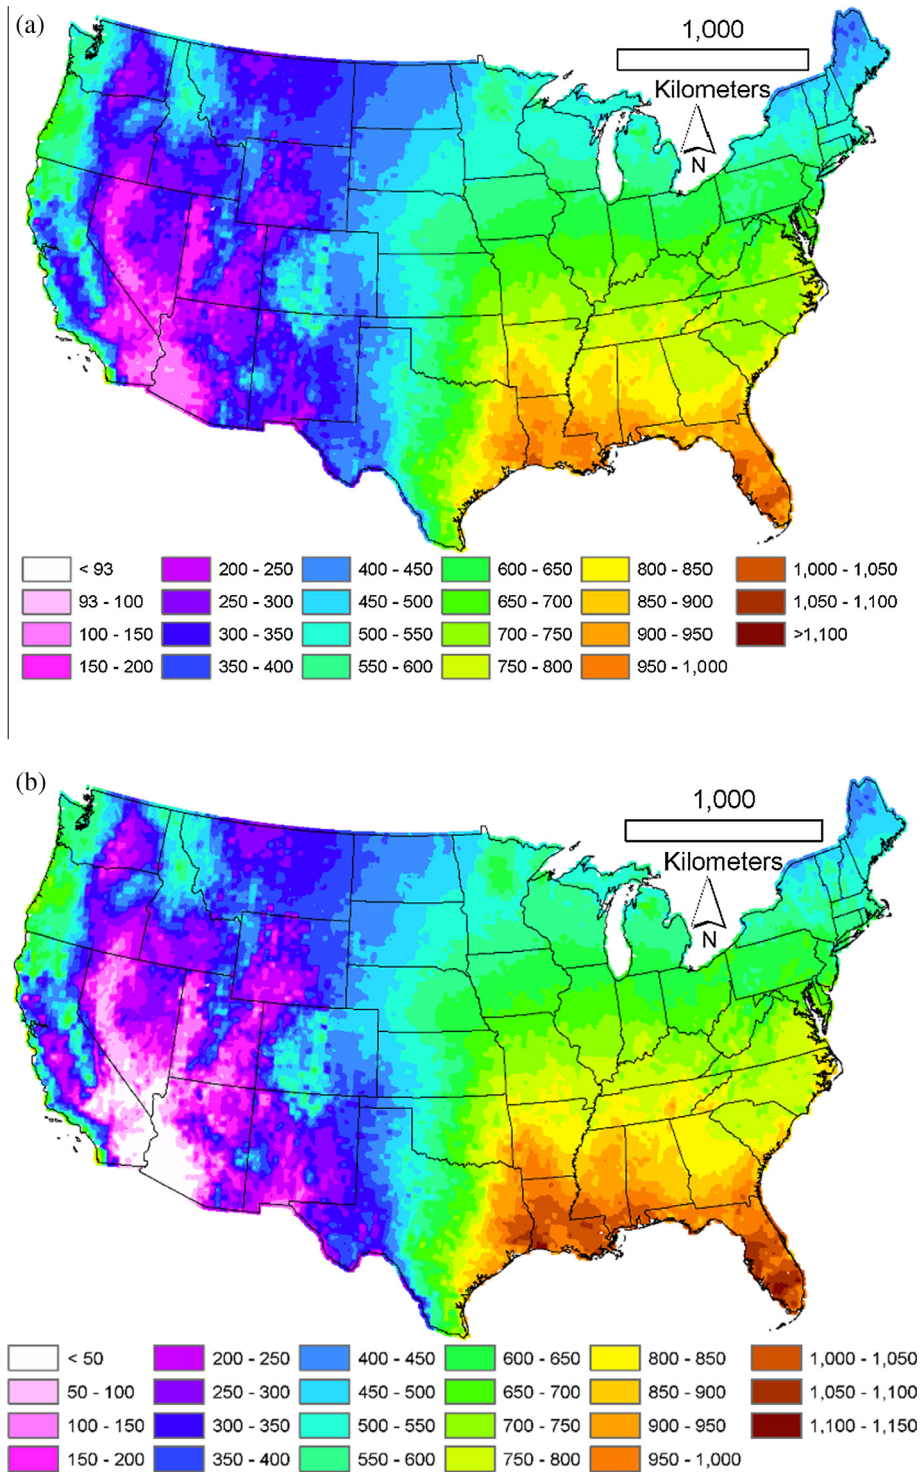 (a)
1,000
Kilometers
N
< 93 200 - 250 400 - 450 600 - 650 800 - 850 1,000 - 1,050
93 - 100 250 - 300 450 - 500 650 - 700 850 - 900 1,050 - 1,100
100 - 150 300 - 350 500 - 550 700 - 750 900 - 950 >1,100
150 - 200 350 - 400 550 - 600 750 - 800 950 - 1,000
(b)
1,000
Kilometers
N
< 50 200 - 250 400 - 450 600 - 650 800 - 850 1,000 - 1,050
50 - 100 250 - 300 450 - 500 650 - 700 850 - 900 1,050 - 1,100
100 - 150 300 - 350 500 - 550 700 - 750 900 - 950 1,100 - 1,150
150 - 200 350 - 400 550 - 600 750 - 800 950 - 1,000